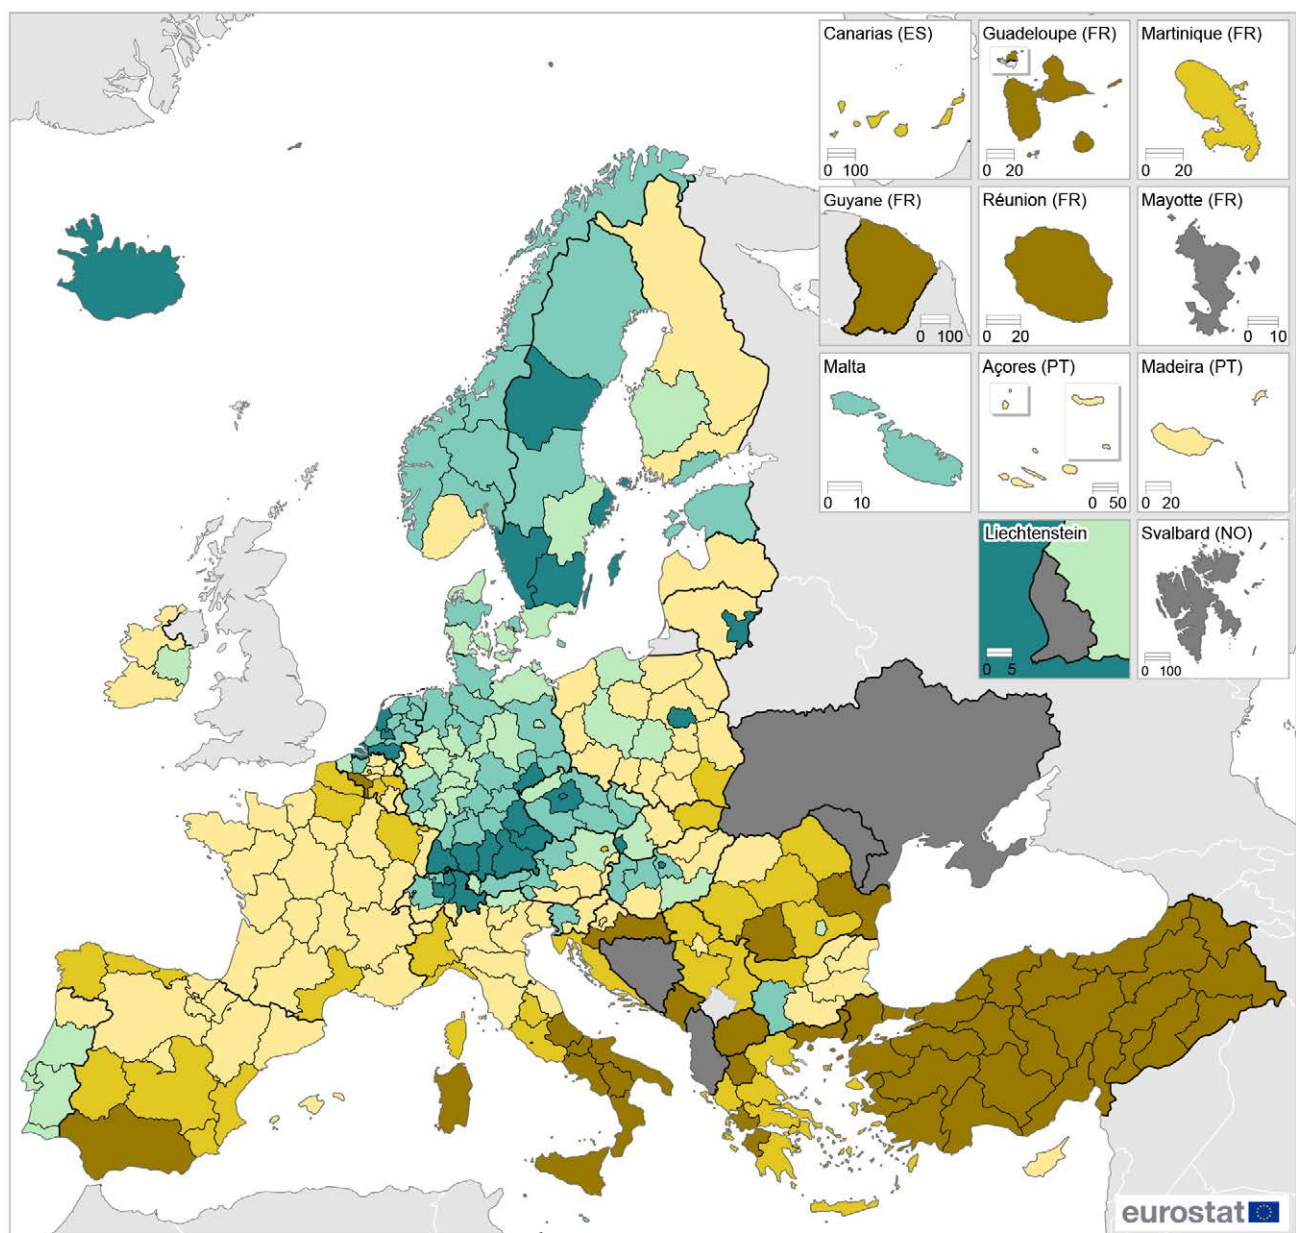 Canarias (ES)
0 100
Guadeloupe (FR)
0 20
Martinique (FR)
0 20
Guyane (FR)
0 100
Réunion (FR)
0 20
Mayotte (FR)
0 10
Malta
0 10
Açores (PT)
0 50
Madeira (PT)
0 20
Liechtenstein
0 5
Svalbard (NO)
0 100
eurostat